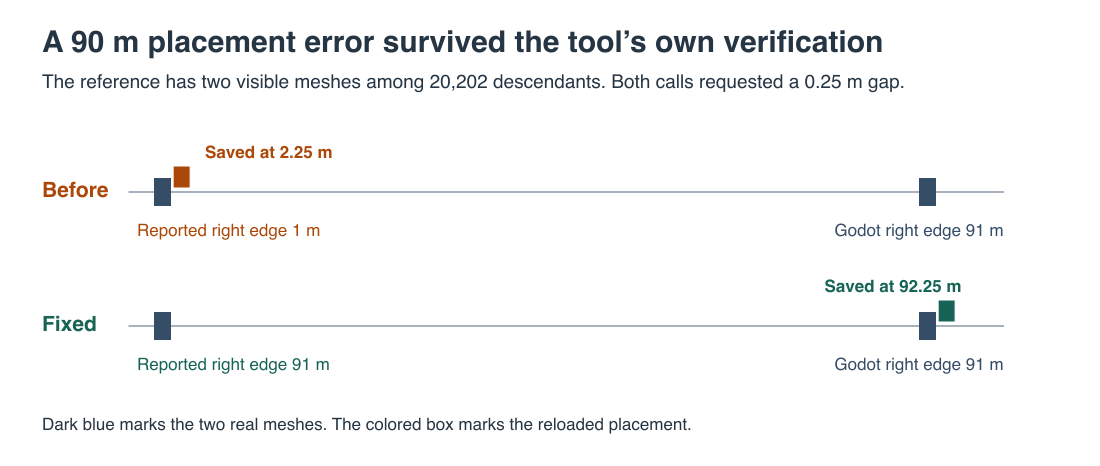 A 90 m placement error survived the tool’s own verification
The reference has two visible meshes among 20,202 descendants. Both calls requested a 0.25 m gap.
Saved at 2.25 m
Before
Reported right edge 1 m
Godot right edge 91 m
Saved at 92.25 m
Fixed
Reported right edge 91 m
Godot right edge 91 m
Dark blue marks the two real meshes. The colored box marks the reloaded placement.